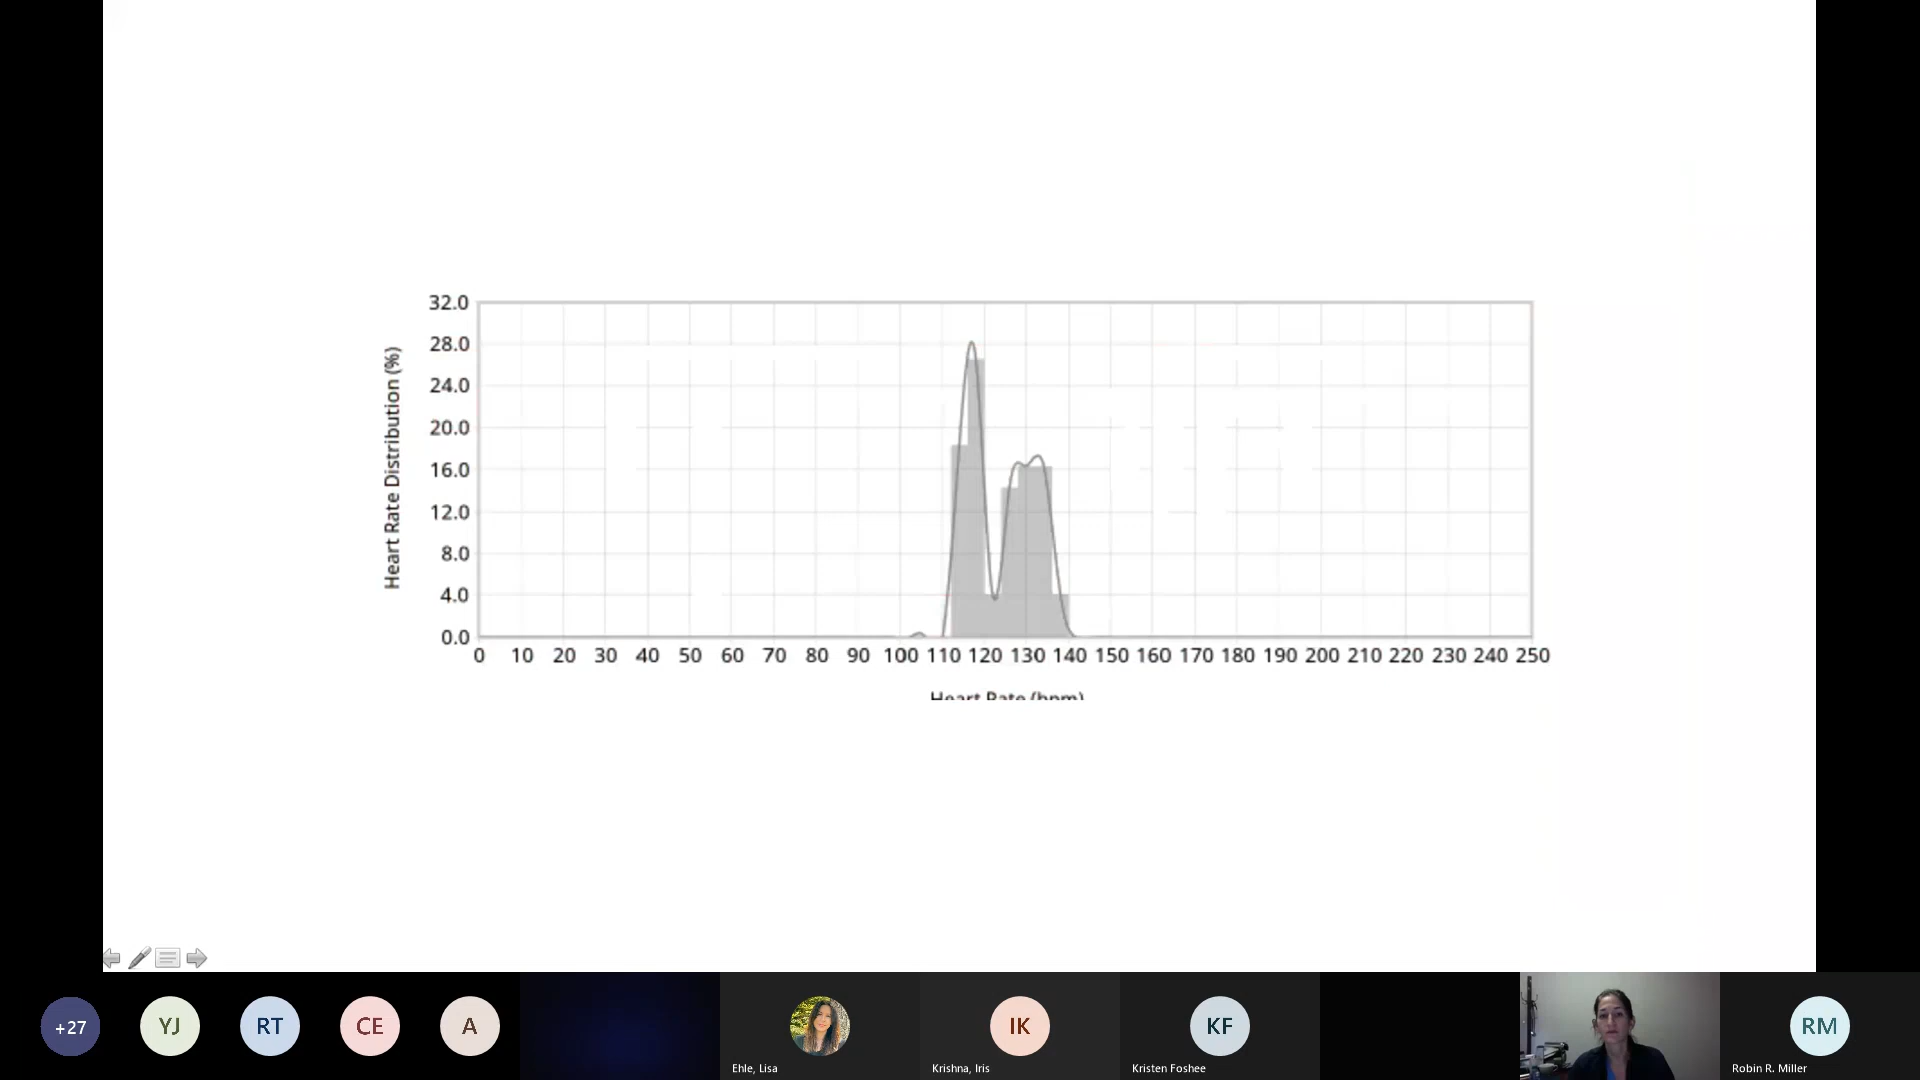 Heart Rate Distribution (%)
32.0
28.0
24.0
20.0
16.0
12.0
8.0
4.0
0.0
0 10 20 30 40 50 60 70 80 90 100 110 120 130 140 150 160 170 180 190 200 210 220 230 240 250
Heart Rate (bpm)
+27
YJ
RT
CE
A
Ehle, Lisa
IK
Krishna, Iris
KF
Kristen Foshee
RM
Robin R. Miller